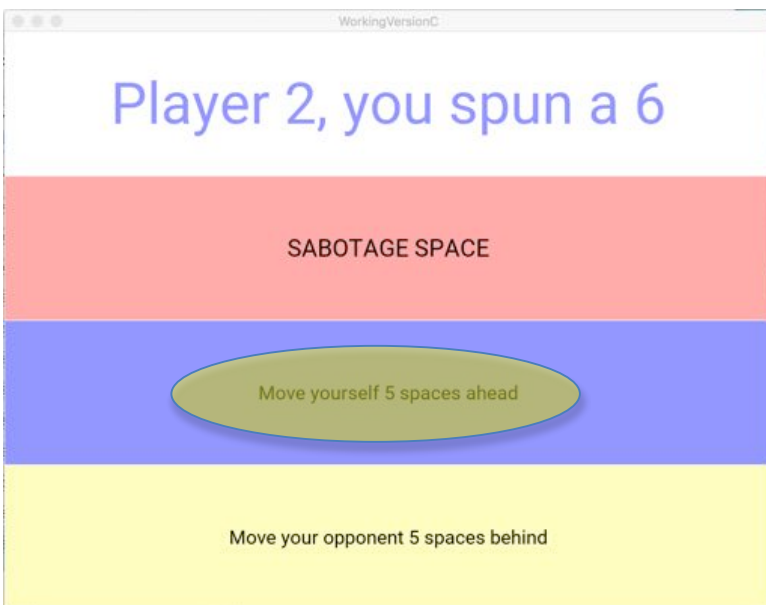 WorkingVersionC
Player 2, you spun a 6
SABOTAGE SPACE
Move yourself 5 spaces ahead
Move your opponent 5 spaces behind